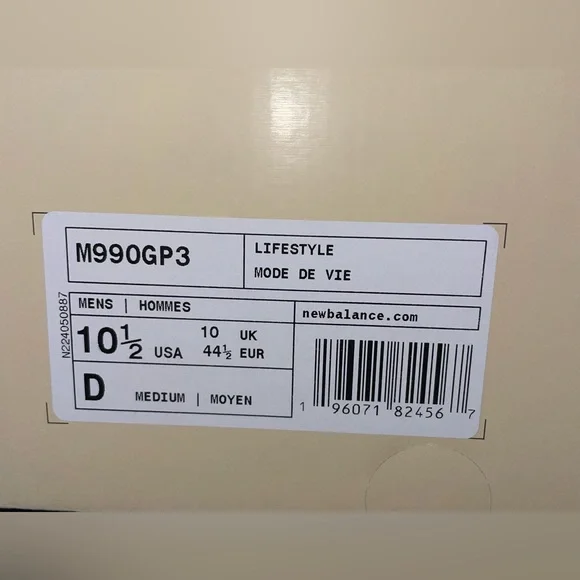 M990GP3
LIFESTYLE
MODE DE VIE
N224050887
MENS | HOMMES
newbalance.com
10½ USA
10 UK
44½ EUR
D MEDIUM | MOYEN
1 96071 82456 7